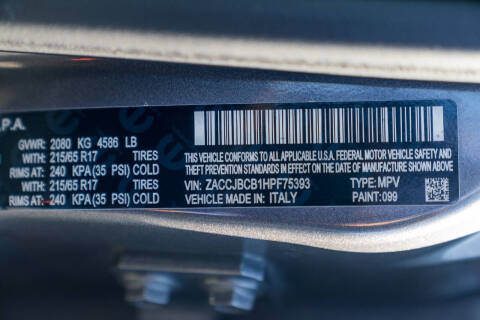 .P.A.
GVWR: 2080 KG 4586 LB
WITH: 215/65 R17 TIRES
RIMS AT: 240 KPA(35 PSI) COLD
WITH: 215/65 R17 TIRES
RIMS AT: 240 KPA(35 PSI) COLD
THIS VEHICLE CONFORMS TO ALL APPLICABLE U.S.A. FEDERAL MOTOR VEHICLE SAFETY AND
THEFT PREVENTION STANDARDS IN EFFECT ON THE DATE OF MANUFACTURE SHOWN ABOVE.
VIN: ZACCJBCB1HPF75393 TYPE: MPV
VEHICLE MADE IN: ITALY PAINT: 099